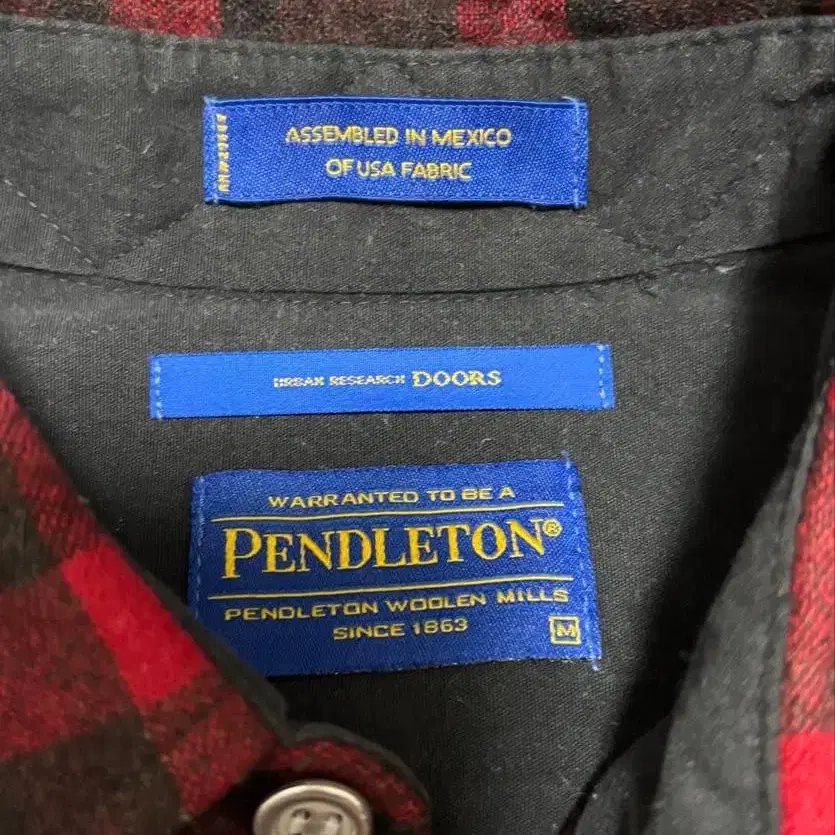 ASSEMBLED IN MEXICO
OF USA FABRIC
URBAN RESEARCH DOORS
WARRANTED TO BE A
PENDLETON®
PENDLETON WOOLEN MILLS
SINCE 1863
M